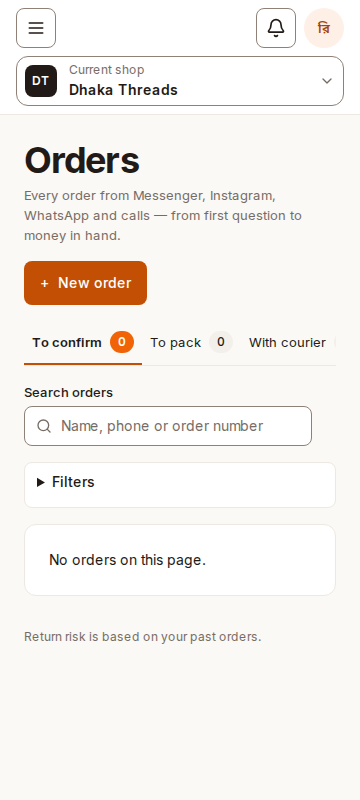 রি
DT
Current shop
Dhaka Threads
Orders
Every order from Messenger, Instagram,
WhatsApp and calls — from first question to
money in hand.
+ New order
To confirm 0 To pack 0 With courier
Search orders
Name, phone or order number
Filters
No orders on this page.
Return risk is based on your past orders.